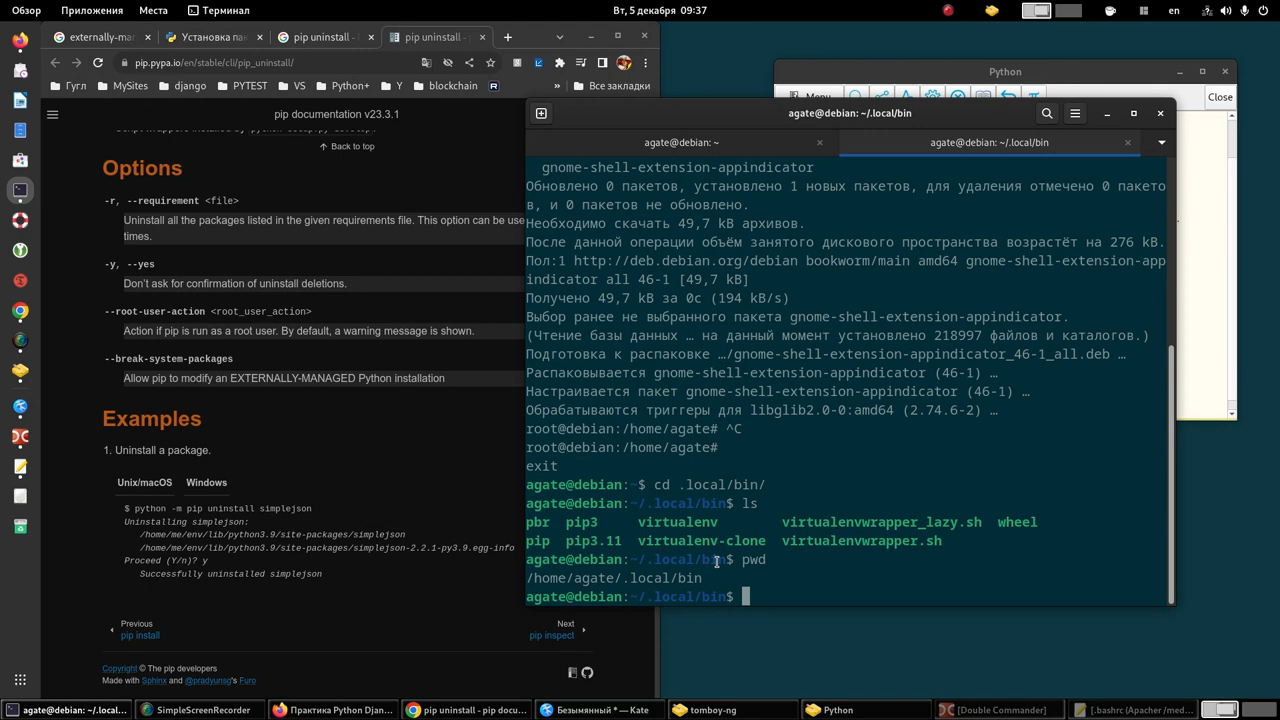 Обзор
Приложения
Места
Терминал
Вт, 5 декабря 09:37
en
externally-ma
Установка пак
pip uninstall -
pip uninstall - p
pip.pypa.io/en/stable/cli/pip_uninstall/
Гугл
MySites
django
PYTEST
VS
Python+
Y
blockchain
R
Все закладки
pip documentation v23.3.1
Back to top
Options
-r, --requirement <file>
Uninstall all the packages listed in the given requirements file. This option can be use
times.
-y, --yes
Don't ask for confirmation of uninstall deletions.
--root-user-action <root_user_action>
Action if pip is run as a root user. By default, a warning message is shown.
--break-system-packages
Allow pip to modify an EXTERNALLY-MANAGED Python installation
Examples
1. Uninstall a package.
Unix/macOS Windows
$ python -m pip uninstall simplejson
Uninstalling simplejson:
/home/me/env/lib/python3.9/site-packages/simplejson
/home/me/env/lib/python3.9/site-packages/simplejson-2.2.1-py3.9.egg-info
Proceed (Y/n)? y
Successfully uninstalled simplejson
Previous
pip install
Next
pip inspect
Copyright © The pip developers
Made with Sphinx and @pradyunsg's Furo
Python
Menu
Close
agate@debian: ~/.local/bin
agate@debian: ~
agate@debian: ~/.local/bin
gnome-shell-extension-appindicator
Обновлено 0 пакетов, установлено 1 новых пакетов, для удаления отмечено 0 пакето
в, и 0 пакетов не обновлено.
Необходимо скачать 49,7 kB архивов.
После данной операции объём занятого дискового пространства возрастёт на 276 kB.
Пол:1 http://deb.debian.org/debian bookworm/main amd64 gnome-shell-extension-app
indicator all 46-1 [49,7 kB]
Получено 49,7 kB за 0с (194 kB/s)
Выбор ранее не выбранного пакета gnome-shell-extension-appindicator.
(Чтение базы данных … на данный момент установлено 218997 файлов и каталогов.)
Подготовка к распаковке …/gnome-shell-extension-appindicator_46-1_all.deb …
Распаковывается gnome-shell-extension-appindicator (46-1) …
Настраивается пакет gnome-shell-extension-appindicator (46-1) …
Обрабатываются триггеры для libglib2.0-0:amd64 (2.74.6-2) …
root@debian:/home/agate# ^C
root@debian:/home/agate#
exit
agate@debian:~$ cd .local/bin/
agate@debian:~/.local/bin$ ls
pbr pip3 virtualenv virtualenvwrapper_lazy.sh wheel
pip pip3.11 virtualenv-clone virtualenvwrapper.sh
agate@debian:~/.local/bin$ pwd
/home/agate/.local/bin
agate@debian:~/.local/bin$
agate@debian: ~/.local...
SimpleScreenRecorder
Практика Python Djan...
pip uninstall - pip docu...
Безымянный * — Kate
tomboy-ng
Python
[Double Commander]
[.bashrc (Apacher /med...